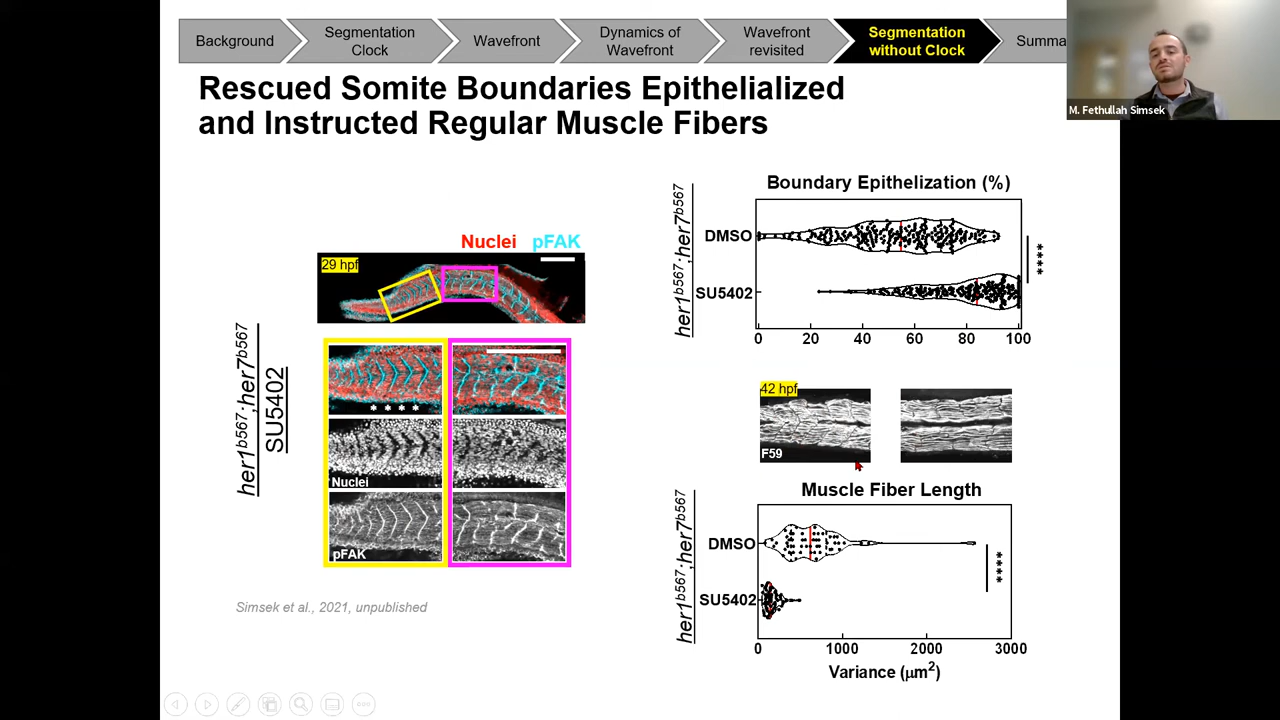 Background
Segmentation
Clock
Wavefront
Dynamics of
Wavefront
Wavefront
revisited
Segmentation
without Clock
Summa
M. Fethullah Simsek
Rescued Somite Boundaries Epithelialized
and Instructed Regular Muscle Fibers
her1b567;her7b567
SU5402
Nuclei pFAK
29 hpf
* * * *
Nuclei
pFAK
Simsek et al., 2021, unpublished
her1b567;her7b567
Boundary Epithelization (%)
DMSO
SU5402
****
0 20 40 60 80 100
42 hpf
F59
her1b567;her7b567
Muscle Fiber Length
DMSO
SU5402
****
0 1000 2000 3000
Variance (μm2)